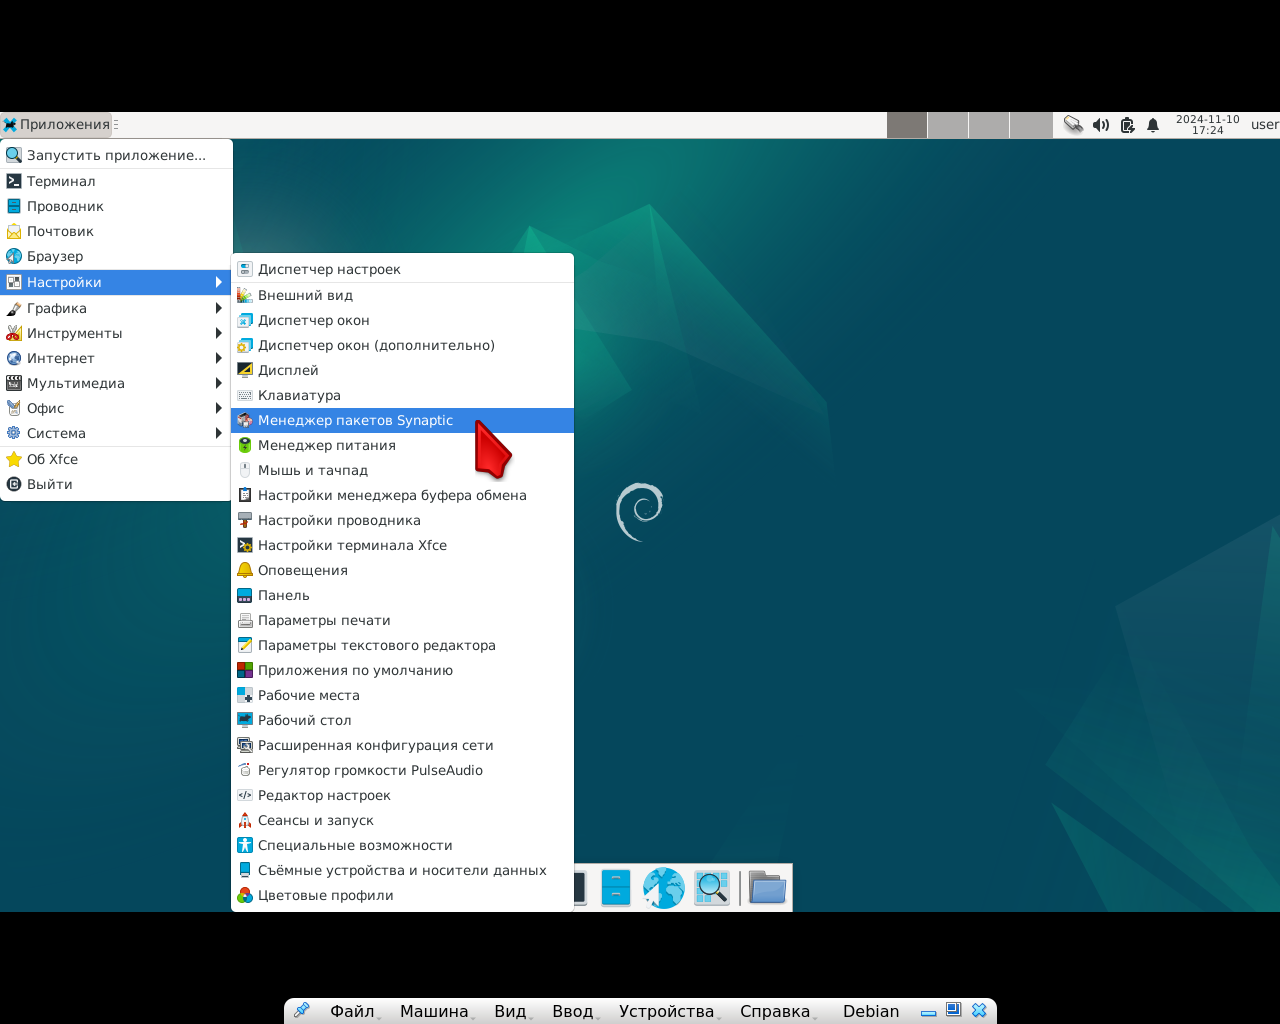 Приложения
2024-11-10
17:24
user
Запустить приложение...
Терминал
Проводник
Почтовик
Браузер
Настройки
Графика
Инструменты
Интернет
Мультимедиа
Офис
Система
Об Xfce
Выйти
Диспетчер настроек
Внешний вид
Диспетчер окон
Диспетчер окон (дополнительно)
Дисплей
Клавиатура
Менеджер пакетов Synaptic
Менеджер питания
Мышь и тачпад
Настройки менеджера буфера обмена
Настройки проводника
Настройки терминала Xfce
Оповещения
Панель
Параметры печати
Параметры текстового редактора
Приложения по умолчанию
Рабочие места
Рабочий стол
Расширенная конфигурация сети
Регулятор громкости PulseAudio
Редактор настроек
Сеансы и запуск
Специальные возможности
Съёмные устройства и носители данных
Цветовые профили
Файл Машина Вид Ввод Устройства Справка Debian